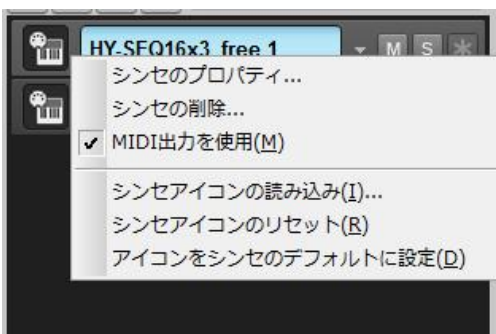 HY-SEQ16x3 free 1
M S
シンセのプロパティ...
シンセの削除...
MIDI出力を使用(M)
シンセアイコンの読み込み(I)...
シンセアイコンのリセット(R)
アイコンをシンセのデフォルトに設定(D)